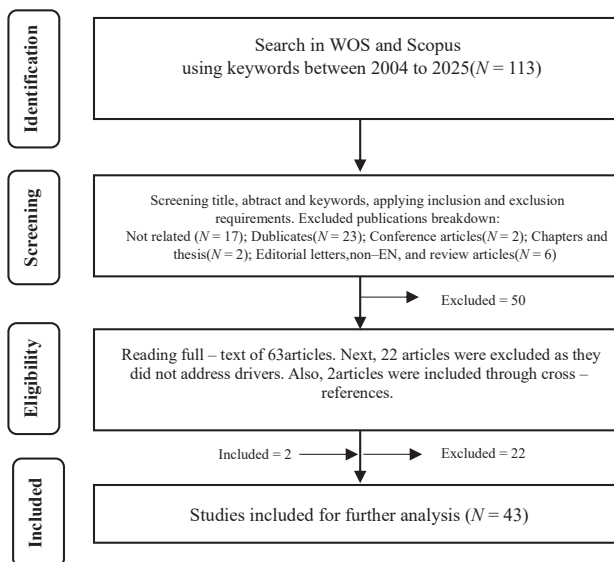 Identification
Search in WOS and Scopus
using keywords between 2004 to 2025(N = 113)
Screening
Screening title, abtract and keywords, applying inclusion and exclusion
requirements. Excluded publications breakdown:
Not related (N = 17); Dublicates(N = 23); Conference articles(N = 2); Chapters and
thesis(N = 2); Editorial letters,non–EN, and review articles(N = 6)
Excluded = 50
Eligibility
Reading full – text of 63articles. Next, 22 articles were excluded as they
did not address drivers. Also, 2articles were included through cross –
references.
Included = 2
Excluded = 22
Included
Studies included for further analysis (N = 43)